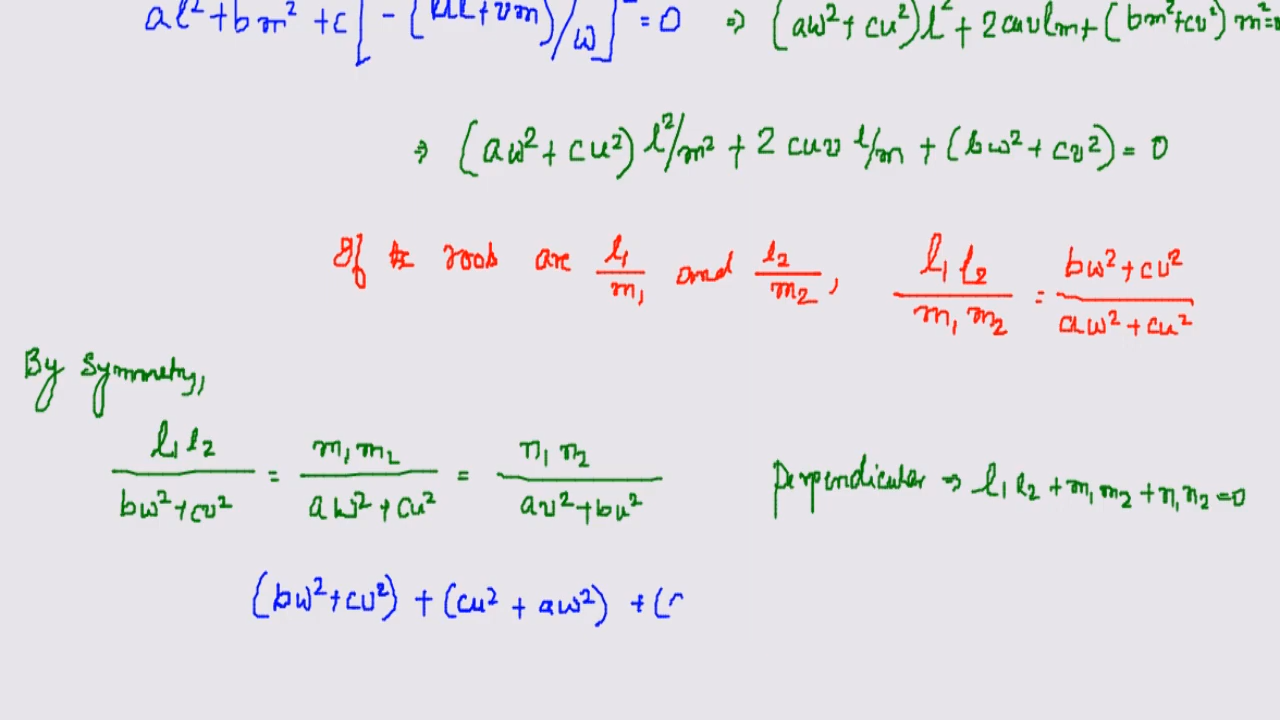 al² + bm² + c[-(ul+vm)/w]² = 0 ⇒ (aw² + cu²)l² + 2cuvlm + (bm² + cv²)m² =
⇒ (aw² + cu²) l²/m² + 2 cuv l/m + (bw² + cv²) = 0
If the roots are l₁/m₁ and l₂/m₂, l₁l₂/m₁m₂ = bw² + cv²/aw² + cu²
By Symmetry,
l₁l₂/bw² + cv² = m₁m₂/aw² + cu² = n₁n₂/av² + bu² Perpendicular ⇒ l₁l₂ + m₁m₂ + n₁n₂ = 0
(bw² + cv²) + (cu² + aw²) + (